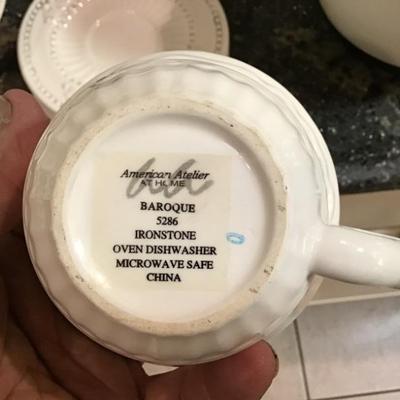 American Atelier
AT HOME
BAROQUE
5286
IRONSTONE
OVEN DISHWASHER
MICROWAVE SAFE
CHINA